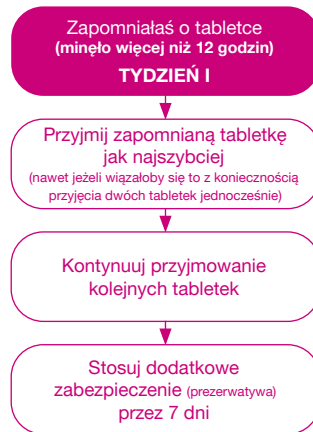 Zapomniałaś o tabletce
(minęło więcej niż 12 godzin)
TYDZIEŃ I
Przyjmij zapomnianą tabletkę
jak najszybciej
(nawet jeżeli wiązałoby się to z koniecznością
przyjęcia dwóch tabletek jednocześnie)
Kontynuuj przyjmowanie
kolejnych tabletek
Stosuj dodatkowe
zabezpieczenie (prezerwatywa)
przez 7 dni